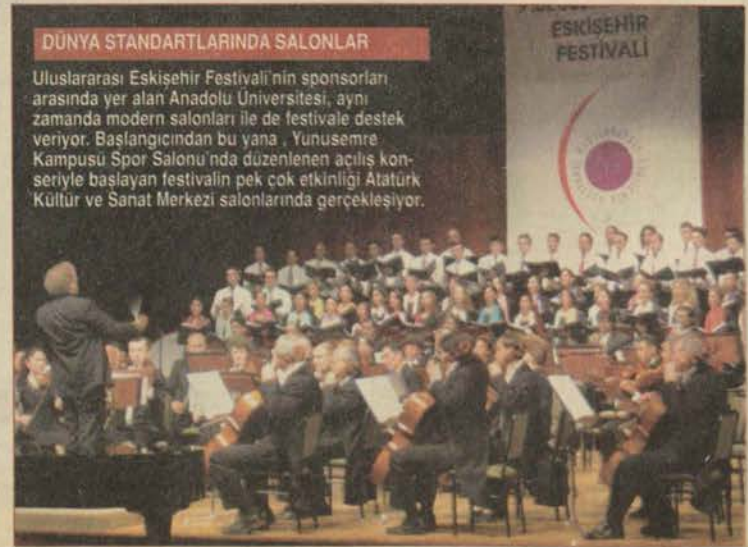 ESKİŞEHİR
FESTİVALİ
DÜNYA STANDARTLARINDA SALONLAR
Uluslararası Eskişehir Festivali'nin sponsorları
arasında yer alan Anadolu Üniversitesi, aynı
zamanda modern salonları ile de festivale destek
veriyor. Başlangıcından bu yana , Yunusemre
Kampusü Spor Salonu'nda düzenlenen açılış kon-
seriyle başlayan festivalin pek çok etkinliği Atatürk
Kültür ve Sanat Merkezi salonlarında gerçekleşiyor.